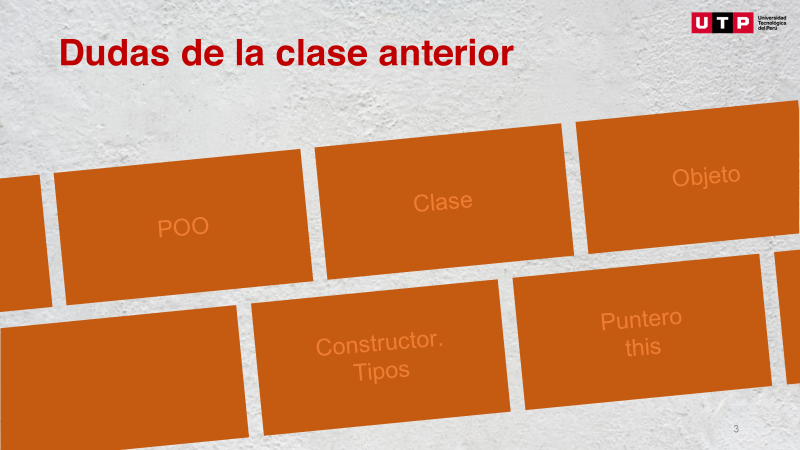 Dudas de la clase anterior
UTP
Universidad
Tecnológica
del Perú
POO
Clase
Objeto
Constructor.
Tipos
Puntero
this
3